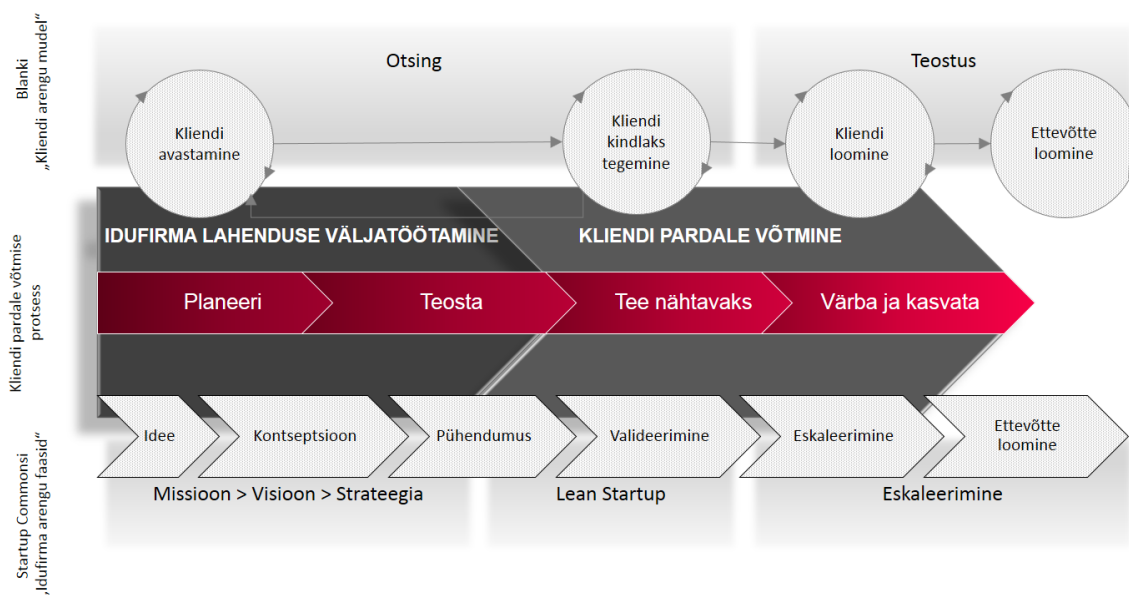 Blanki
„Kliendi arengu mudel“
Otsing
Teostus
Kliendi
avastamine
Kliendi
kindlaks
tegemine
Kliendi
loomine
Ettevõtte
loomine
Kliendi pardale võtmise
protsess
IDUFIRMA LAHENDUSE VÄLJATÖÖTAMINE
KLIENDI PARDALE VÕTMINE
Planeeri
Teosta
Tee nähtavaks
Värba ja kasvata
Startup Commonsi
„Idufirma arengu faasid“
Idee
Kontseptsioon
Pühendumus
Valideerimine
Eskaleerimine
Ettevõtte
loomine
Missioon > Visioon > Strateegia
Lean Startup
Eskaleerimine